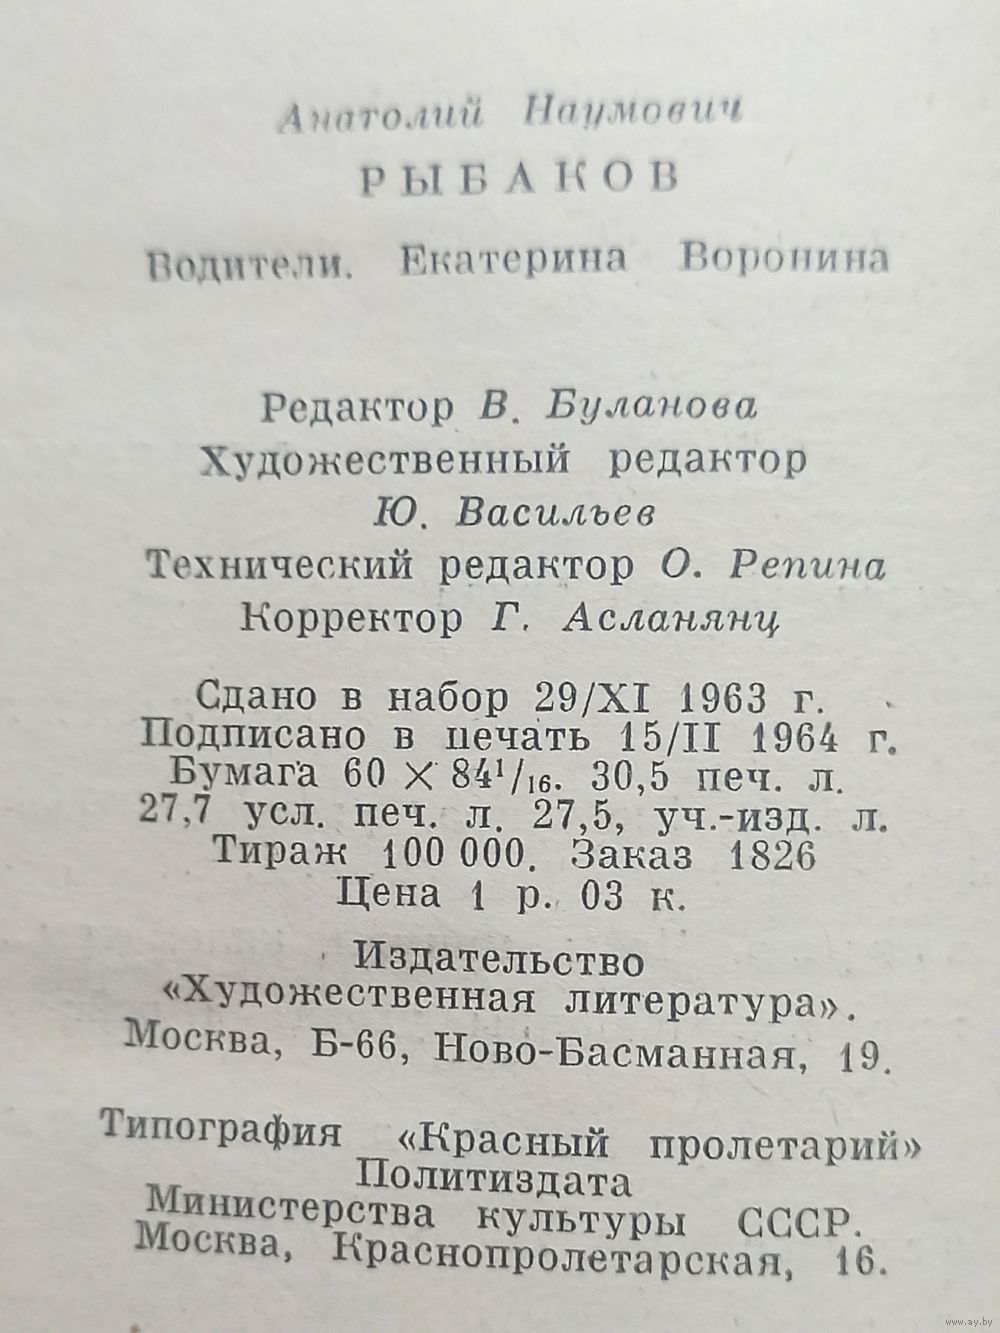 Анатолий Наумович
РЫБАКОВ
Водители. Екатерина Воронина
Редактор В. Буланова
Художественный редактор
Ю. Васильев
Технический редактор О. Репина
Корректор Г. Асланянц
Сдано в набор 29/XI 1963 г.
Подписано в печать 15/II 1964 г.
Бумага 60 × 84¹/₁₆. 30,5 печ. л.
27,7 усл. печ. л. 27,5, уч.-изд. л.
Тираж 100 000. Заказ 1826
Цена 1 р. 03 к.
Издательство
«Художественная литература».
Москва, Б-66, Ново-Басманная, 19.
Типография «Красный пролетарий»
Политиздата
Министерства культуры СССР.
Москва, Краснопролетарская, 16.
www.ay.by